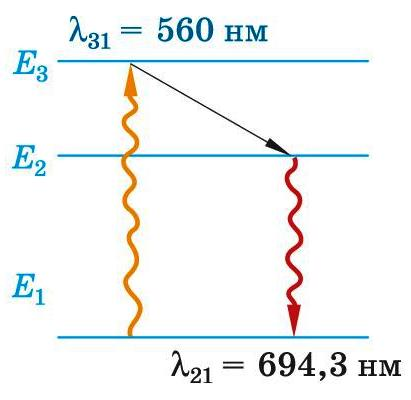 λ₃₁ = 560 нм
E₃
E₂
E₁
λ₂₁ = 694,3 нм